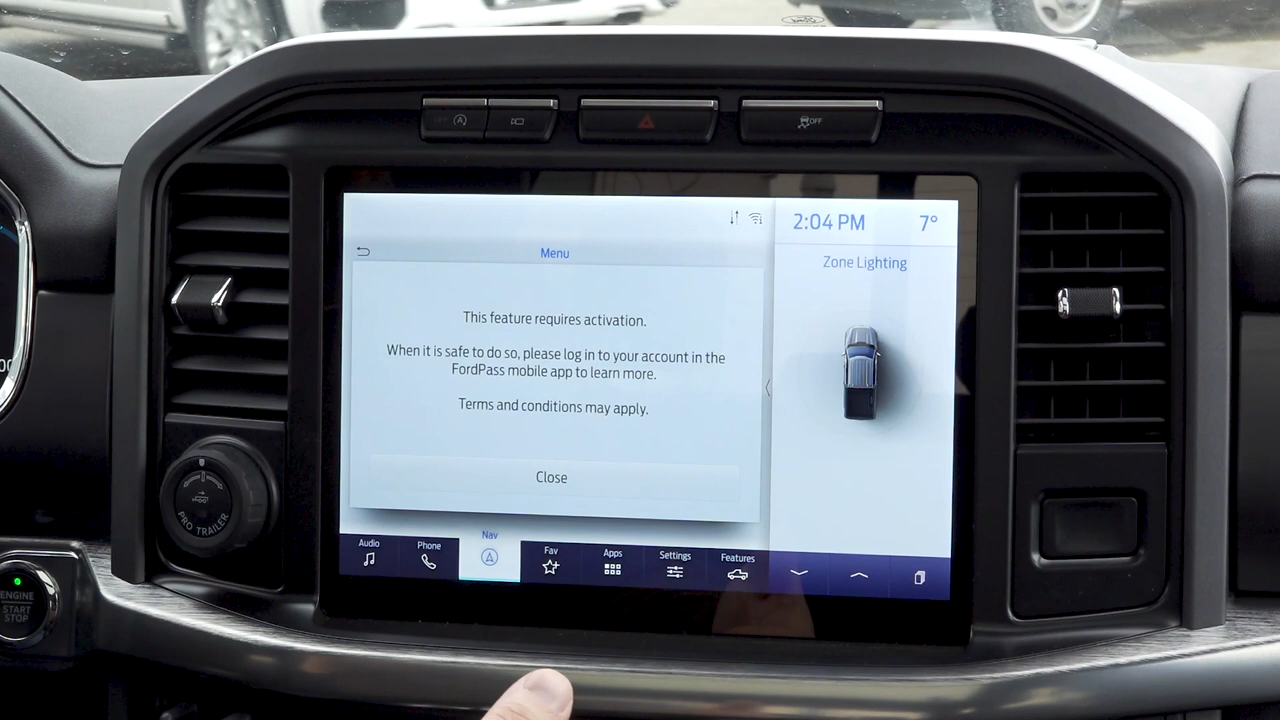 OFF
2:04 PM 7°
Menu
Zone Lighting
This feature requires activation.
When it is safe to do so, please log in to your account in the
FordPass mobile app to learn more.
Terms and conditions may apply.
Close
Audio
Phone
Nav
Fav
Apps
Settings
Features
PRO TRAILER
ENGINE
START
STOP